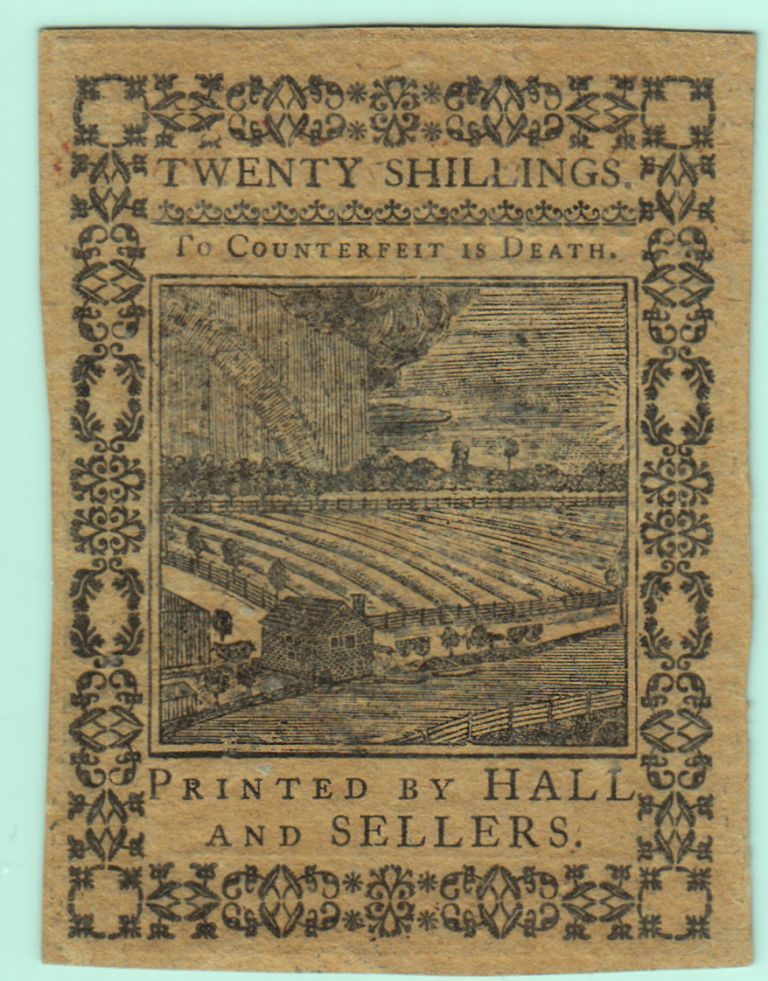 TWENTY SHILLINGS.
To Counterfeit is Death.
Printed by HALL
and SELLERS.